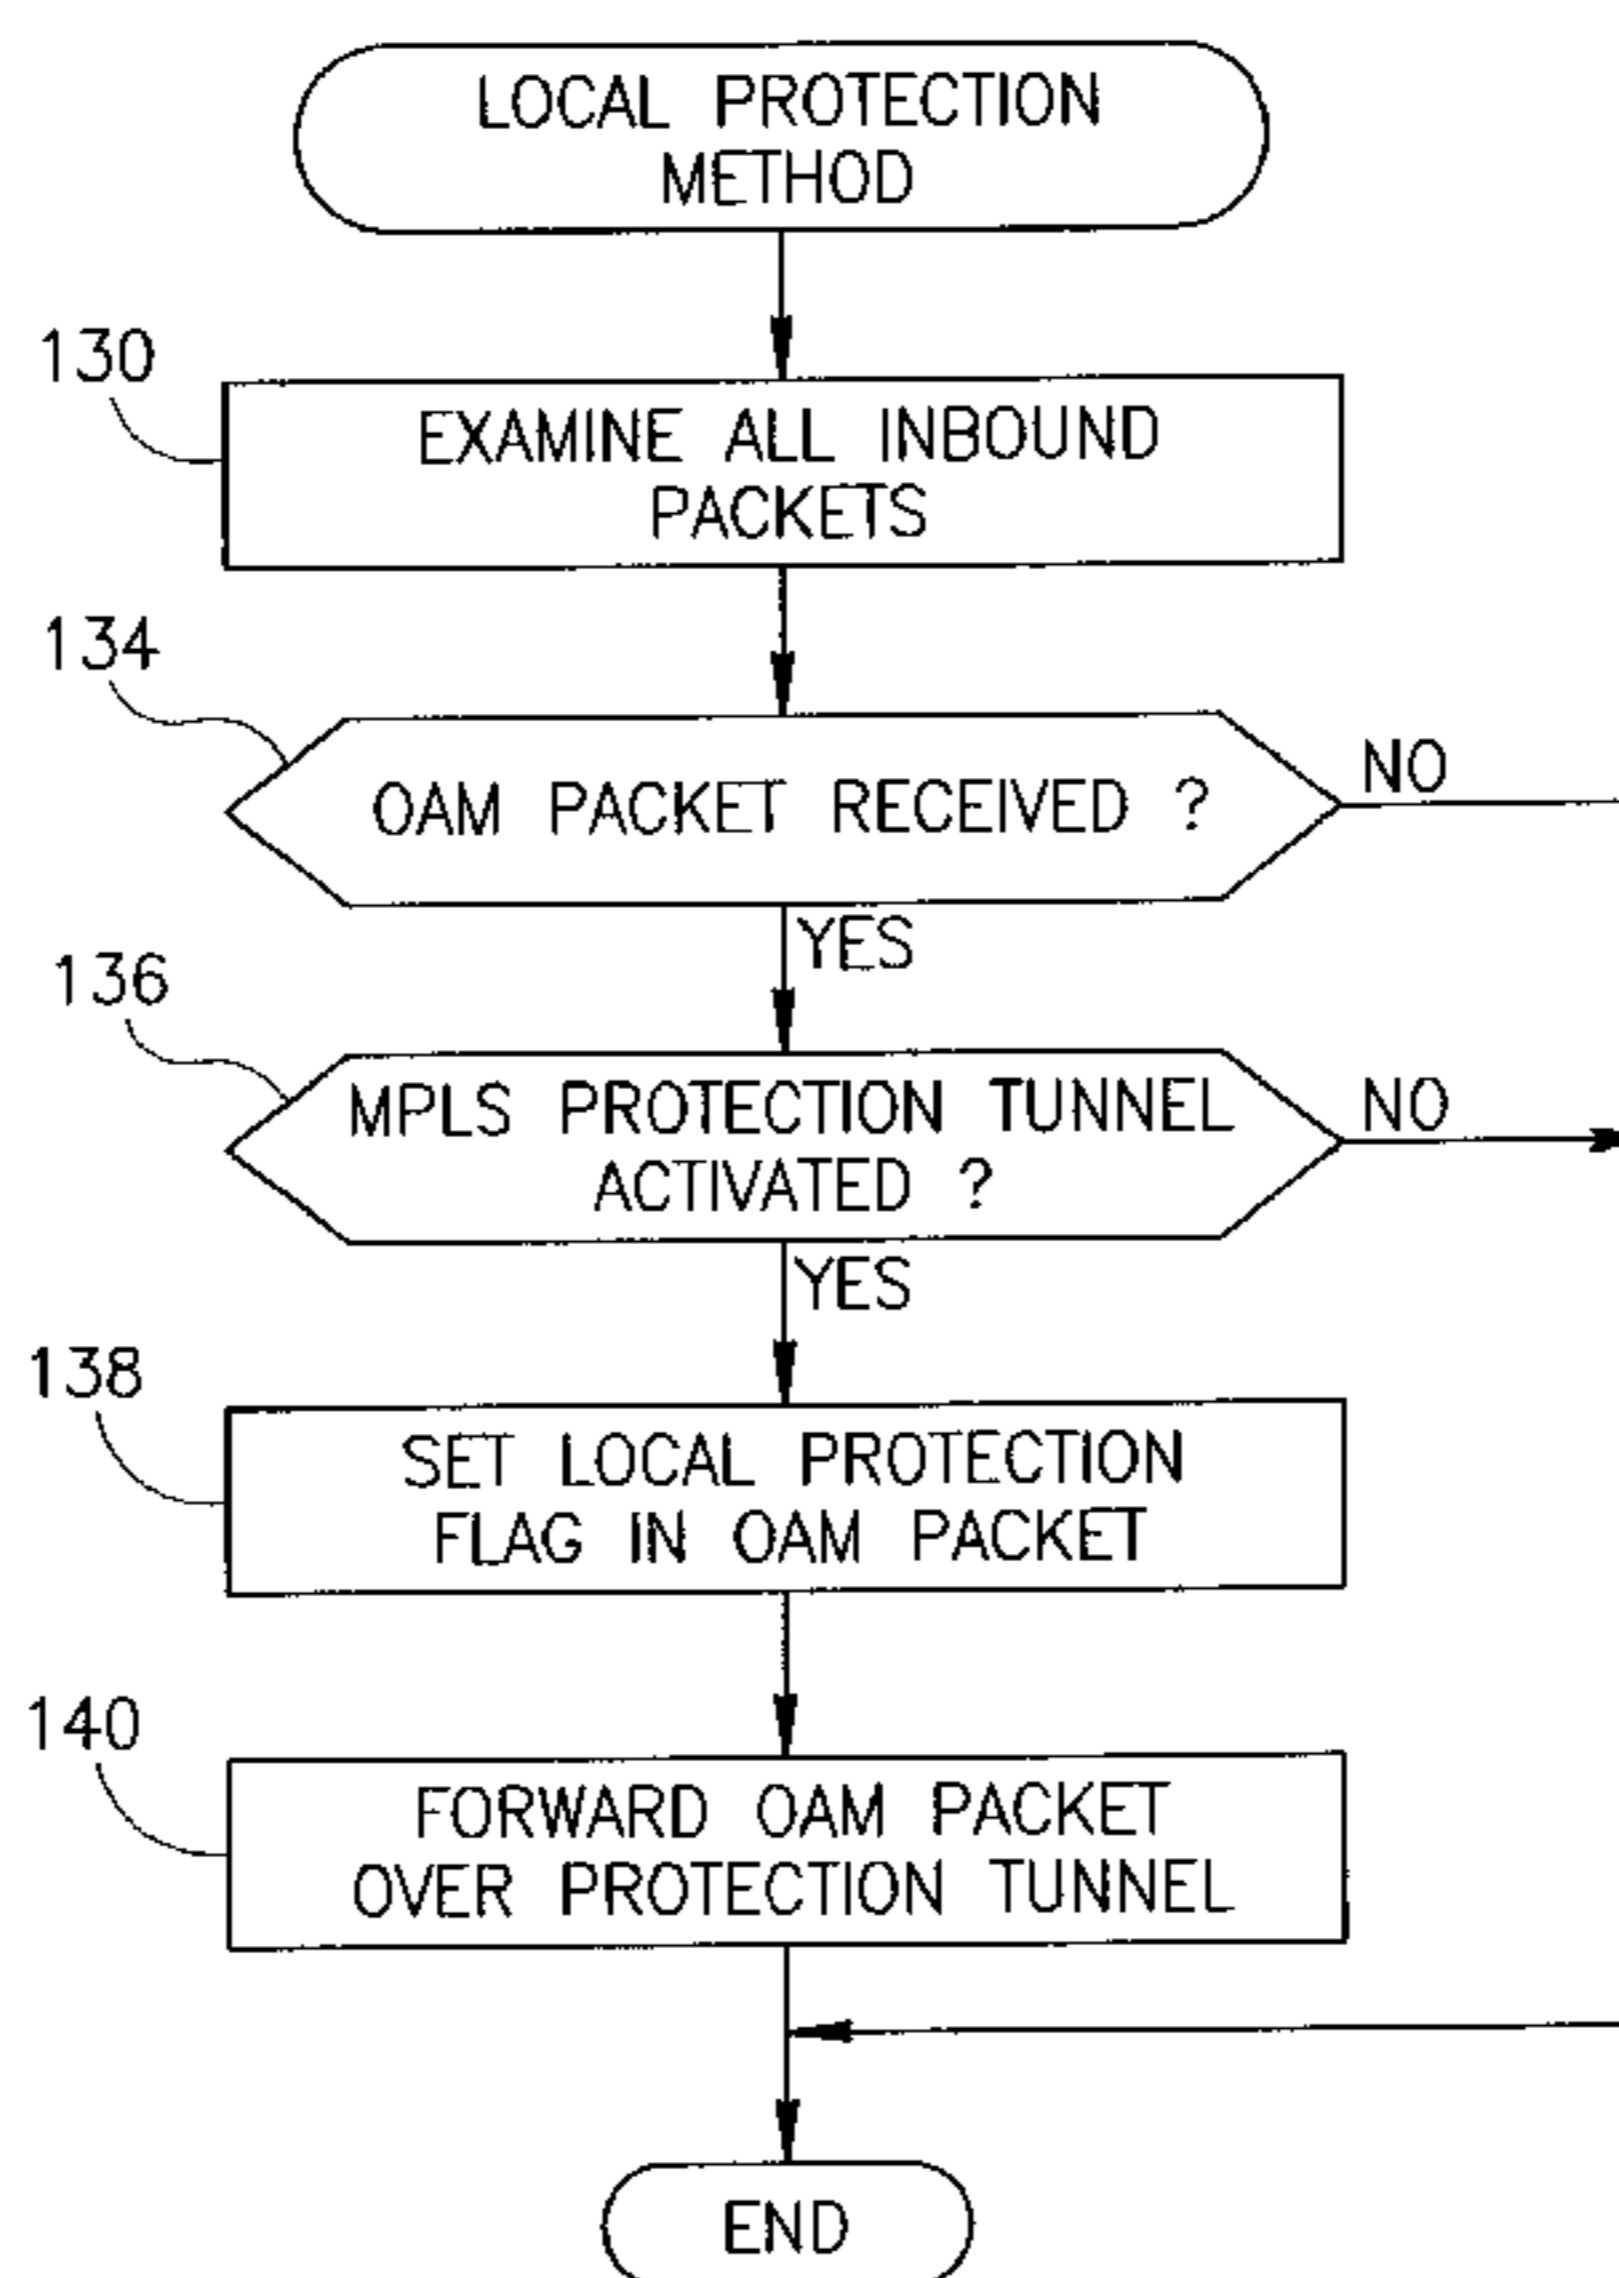 LOCAL PROTECTION
METHOD
130
EXAMINE ALL INBOUND
PACKETS
134
OAM PACKET RECEIVED ?
NO
YES
136
MPLS PROTECTION TUNNEL
ACTIVATED ?
NO
YES
138
SET LOCAL PROTECTION
FLAG IN OAM PACKET
140
FORWARD OAM PACKET
OVER PROTECTION TUNNEL
END